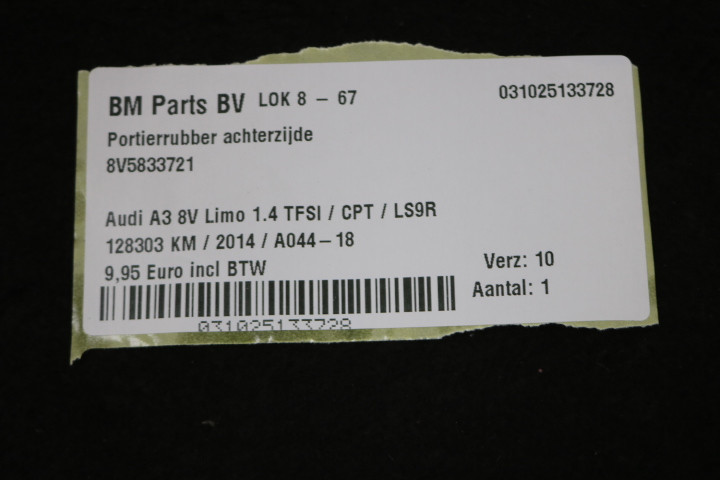 BM Parts BV LOK 8 – 67 031025133728
Portierrubber achterzijde
8V5833721
Audi A3 8V Limo 1.4 TFSI / CPT / LS9R
128303 KM / 2014 / A044–18
9,95 Euro incl BTW
Verz: 10
Aantal: 1
031025133728